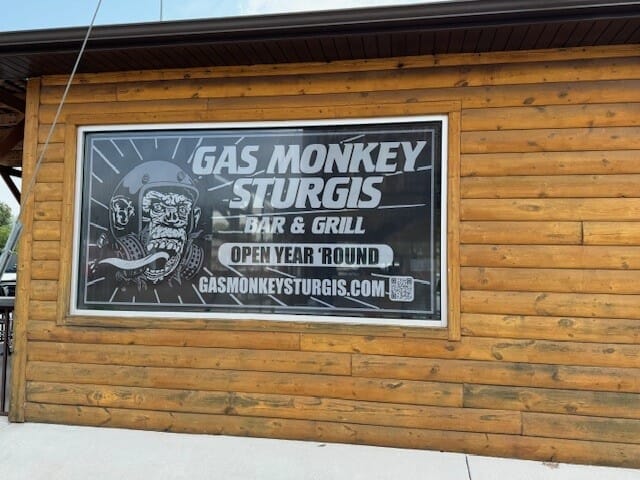 GAS MONKEY
STURGIS
BAR & GRILL
OPEN YEAR 'ROUND
GASMONKEYSTURGIS.COM